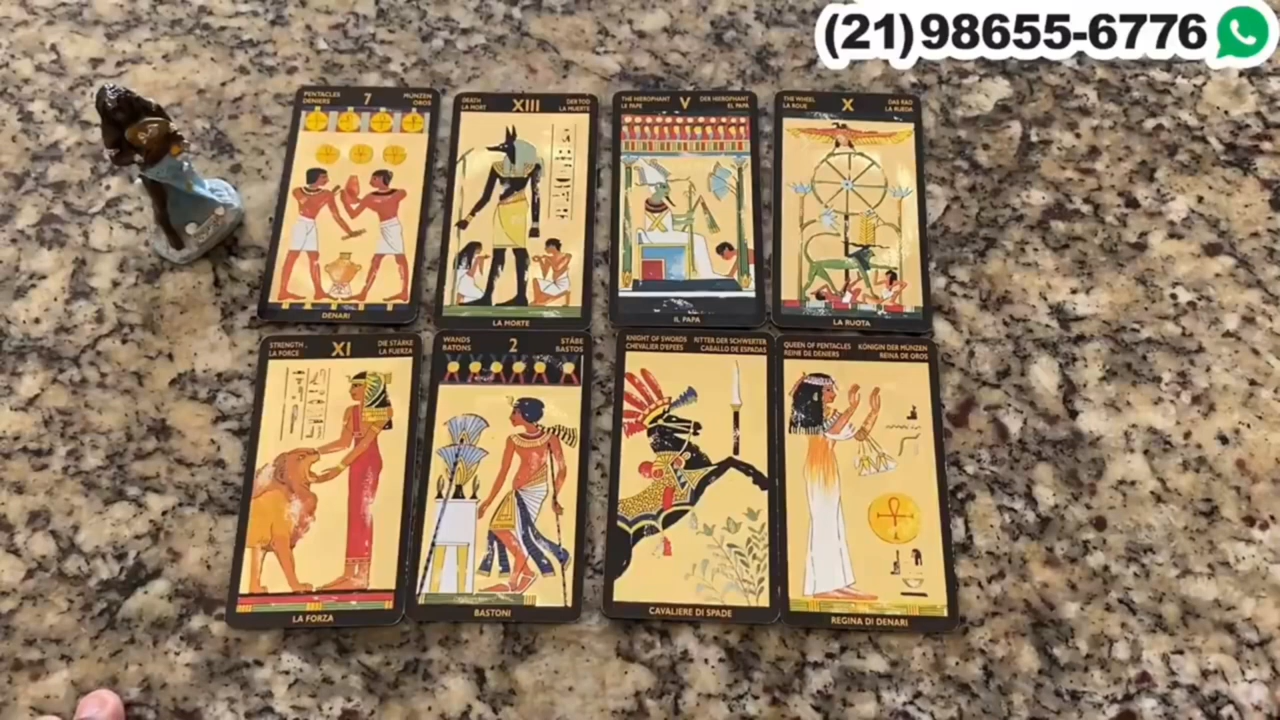 (21)98655-6776
PENTACLES
DENIERS
7
MÜNZEN
OROS
DENARI
DEATH
LA MORT
XIII
DER TOD
LA MUERTE
LA MORTE
THE HIEROPHANT
LE PAPE
V
DER HIEROPHANT
EL PAPA
IL PAPA
THE WHEEL
LA ROUE
X
DAS RAD
LA RUEDA
LA RUOTA
STRENGTH
LA FORCE
XI
DIE STÄRKE
LA FUERZA
LA FORZA
WANDS
BATONS
2
STÄBE
BASTOS
BASTONI
KNIGHT OF SWORDS
CHEVALIER D'EPEES
RITTER DER SCHWERTER
CABALLO DE ESPADAS
CAVALIERE DI SPADE
QUEEN OF PENTACLES
REINE DE DENIERS
KÖNIGIN DER MÜNZEN
REINA DE OROS
REGINA DI DENARI